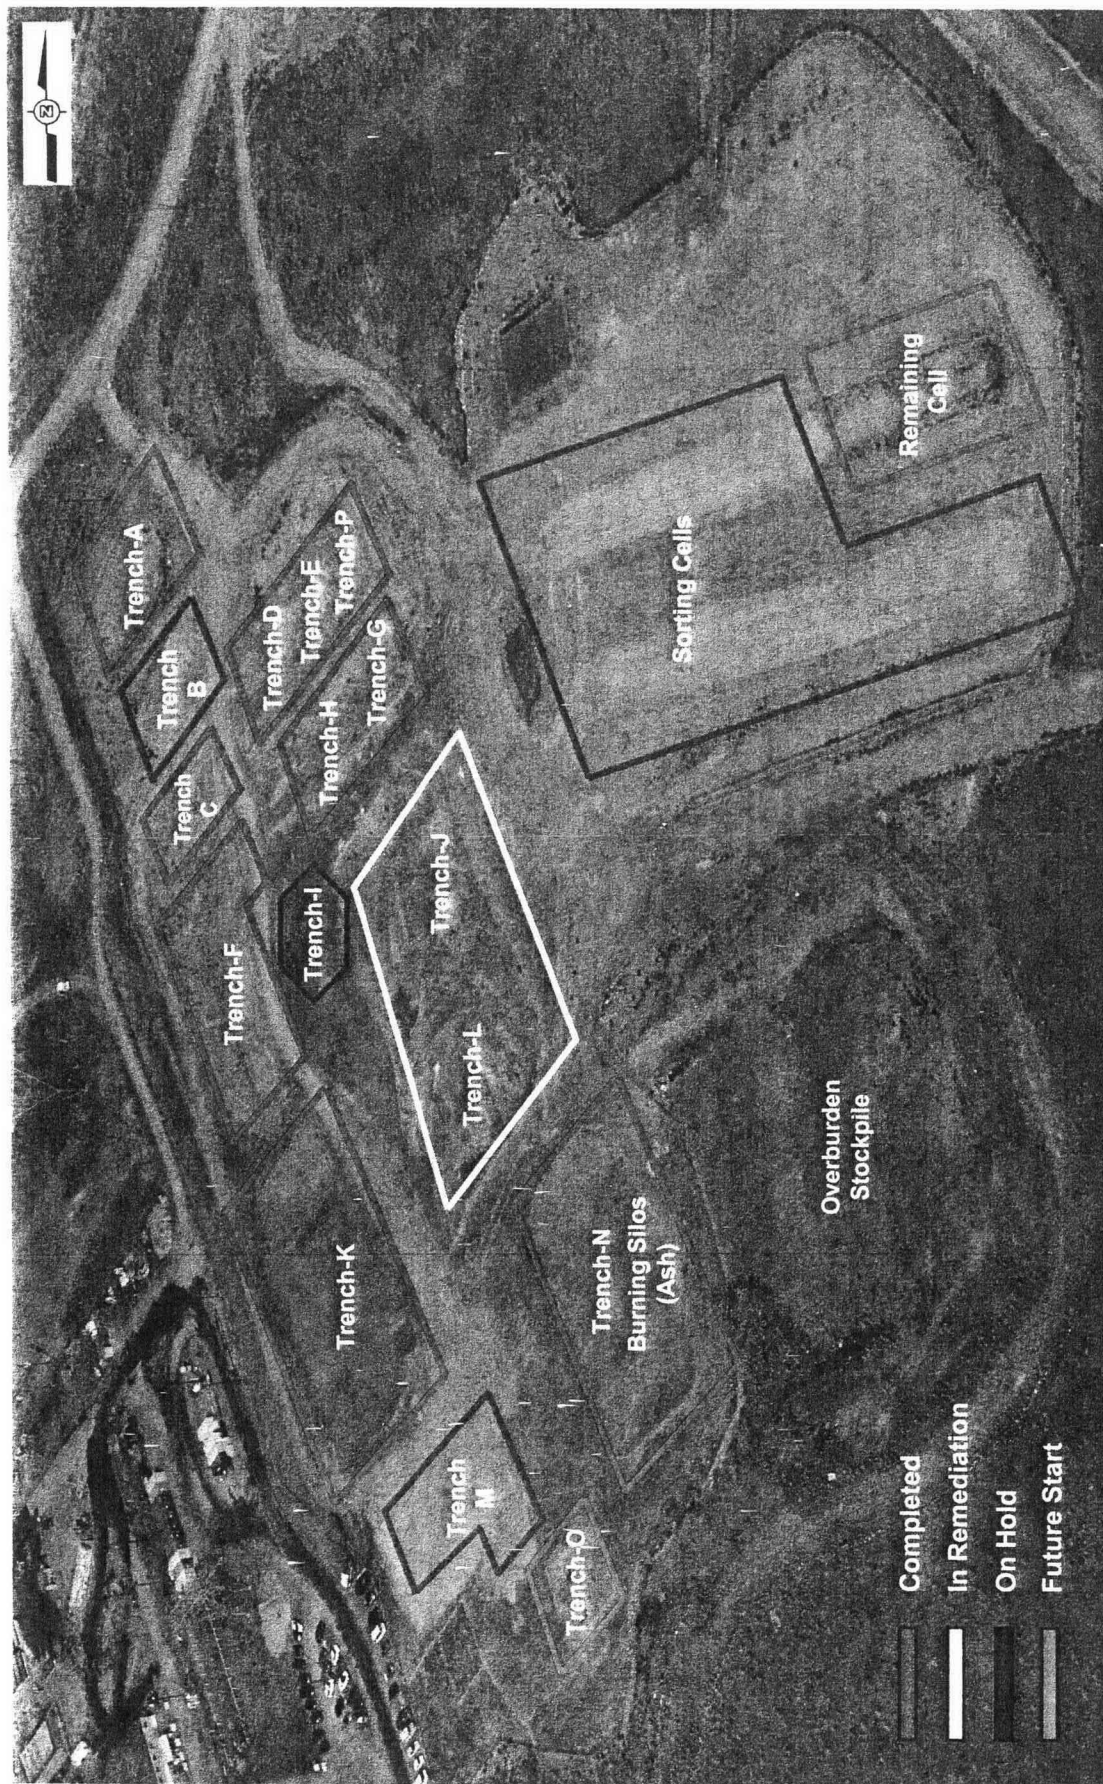 N
Trench-A
Trench
B
Trench
C
Trench-D
Trench-E
Trench-P
Trench-H
Trench-G
Trench-F
Trench-I
Trench-J
Trench-L
Trench-K
Trench
M
Trench-O
Trench-N
Burning Silos
(Ash)
Sorting Cells
Remaining
Cell
Overburden
Stockpile
Completed
In Remediation
On Hold
Future Start